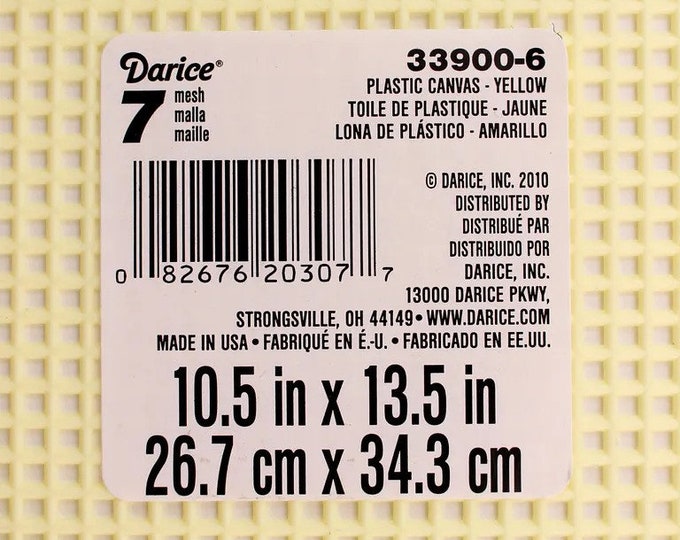 Darice®
7
mesh
malla
maille
33900-6
PLASTIC CANVAS - YELLOW
TOILE DE PLASTIQUE - JAUNE
LONA DE PLÁSTICO - AMARILLO
0 82676 20307 7
© DARICE, INC. 2010
DISTRIBUTED BY
DISTRIBUÉ PAR
DISTRIBUIDO POR
DARICE, INC.
13000 DARICE PKWY,
STRONGSVILLE, OH 44149 • WWW.DARICE.COM
MADE IN USA • FABRIQUÉ EN É.-U. • FABRICADO EN EE.UU.
10.5 in x 13.5 in
26.7 cm x 34.3 cm